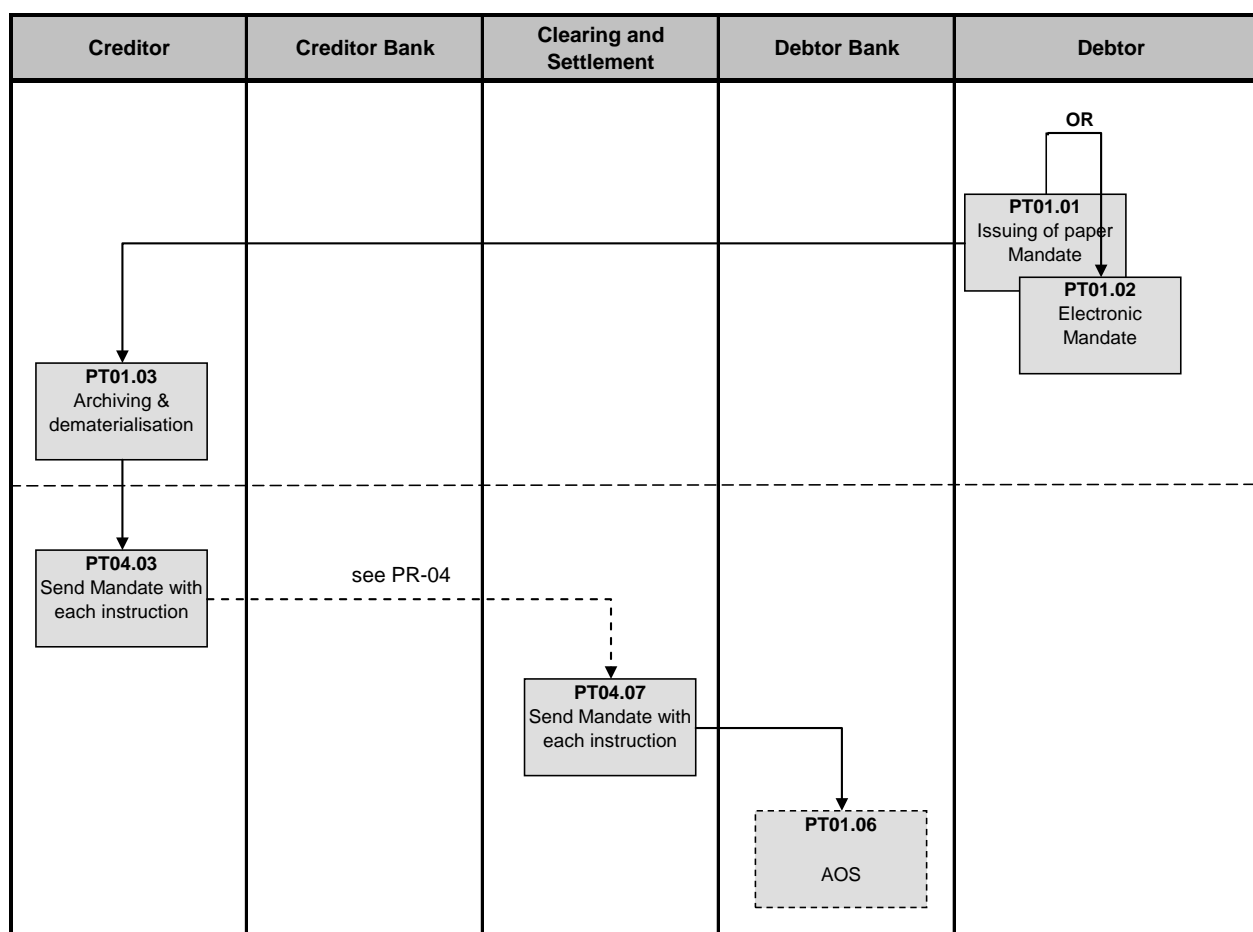 Creditor
Creditor Bank
Clearing and
Settlement
Debtor Bank
Debtor
OR
PT01.01
Issuing of paper
Mandate
PT01.02
Electronic
Mandate
PT01.03
Archiving &
dematerialisation
PT04.03
Send Mandate with
each instruction
see PR-04
PT04.07
Send Mandate with
each instruction
PT01.06
AOS